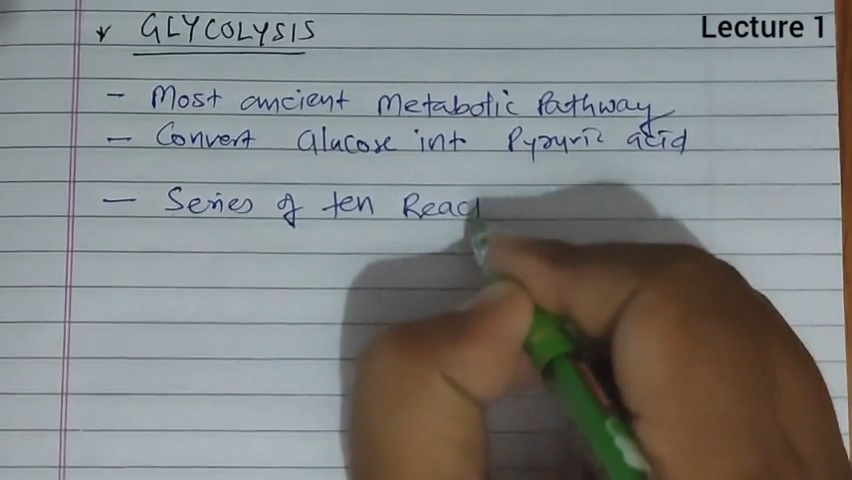 GLYCOLYSIS
Lecture 1
- Most ancient Metabolic Pathway
- Convert Glucose int Pyruvic acid
- Series of ten Reac